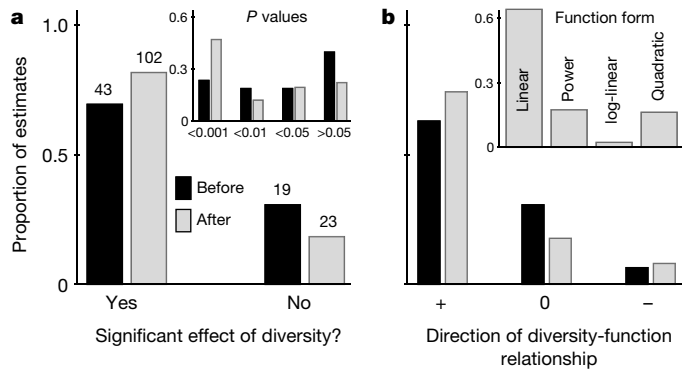 a
1.0
0.5
0
Proportion of estimates
43
102
19
23
Before
After
Yes
No
Significant effect of diversity?
P values
0.6
0.3
0
<0.001 <0.01 <0.05 >0.05
b
+ 0 −
Direction of diversity-function
relationship
Function form
0.6
0.3
0
Linear
Power
log-linear
Quadratic